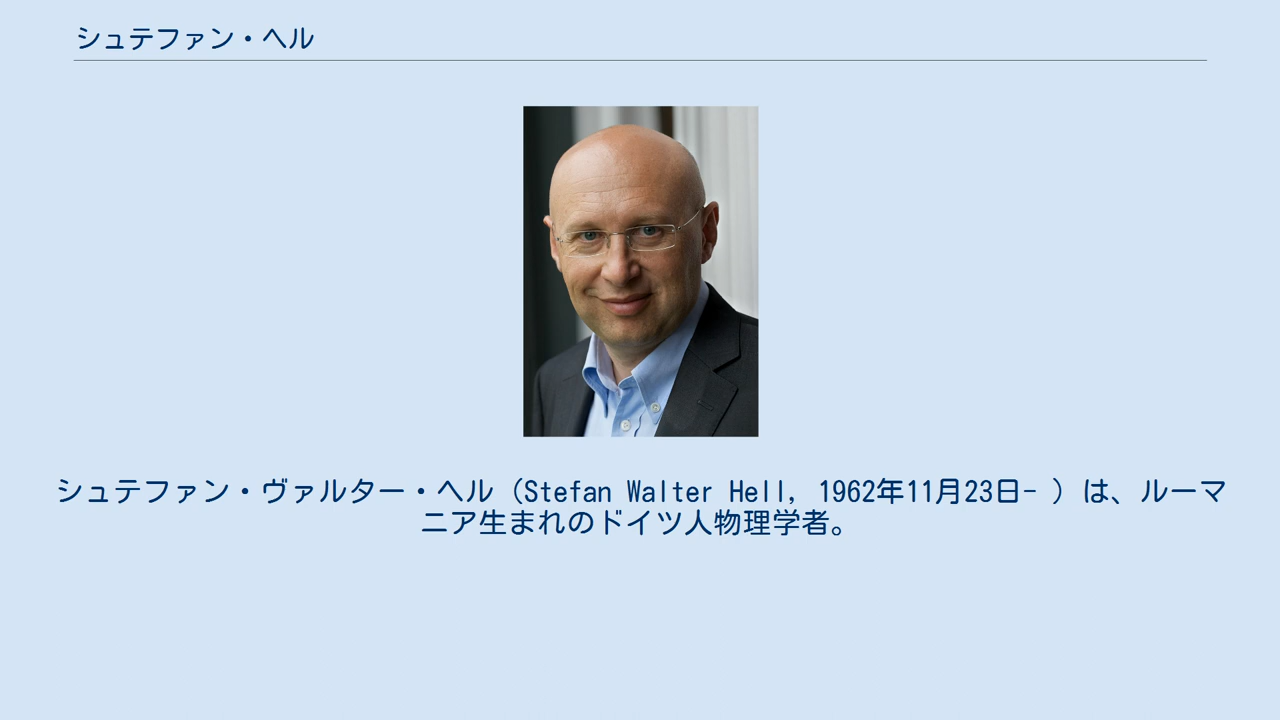 シュテファン・ヘル
シュテファン・ヴァルター・ヘル（Stefan Walter Hell, 1962年11月23日- ）は、ルーマ
ニア生まれのドイツ人物理学者。